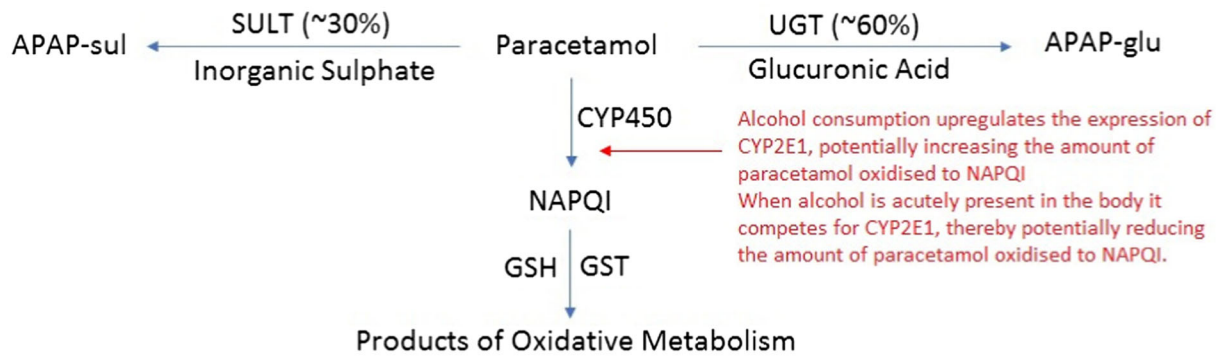 SULT (~30%)
UGT (~60%)
APAP-sul
Paracetamol
APAP-glu
Inorganic Sulphate
Glucuronic Acid
CYP450
Alcohol consumption upregulates the expression of
CYP2E1, potentially increasing the amount of
paracetamol oxidised to NAPQI
When alcohol is acutely present in the body it
competes for CYP2E1, thereby potentially reducing
the amount of paracetamol oxidised to NAPQI.
NAPQI
GSH
GST
Products of Oxidative Metabolism